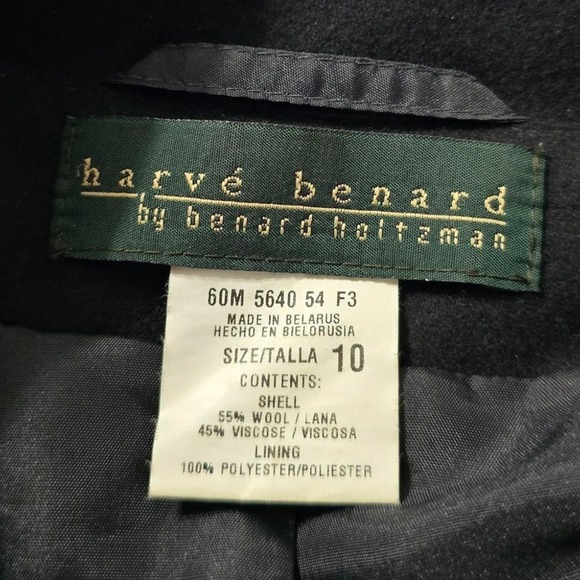 harvé benard
by benard holtzman
60M 5640 54 F3
MADE IN BELARUS
HECHO EN BIELORUSIA
SIZE/TALLA 10
CONTENTS:
SHELL
55% WOOL / LANA
45% VISCOSE / VISCOSA
LINING
100% POLYESTER/POLIESTER